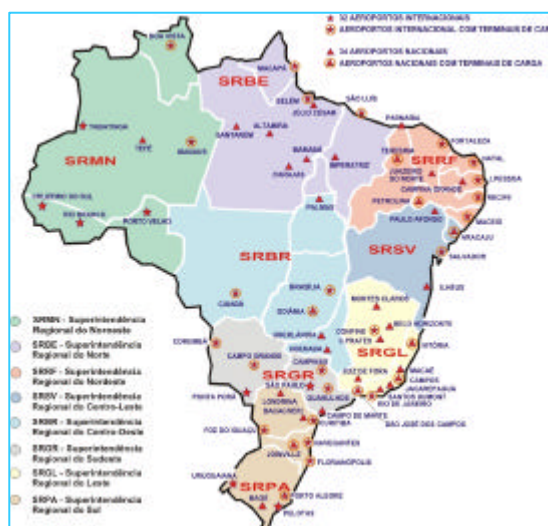 32 AEROPORTOS INTERNACIONAIS
AEROPORTOS INTERNACIONAL COM TERMINAIS DE CA
34 AEROPORTOS NACIONAIS
AEROPORTOS NACIONAIS COM TERMINAIS DE CARGA
BOA VISTA
SRBE
MACAPÁ
BELÉM
JÚLIO CESAR
SÃO LUÍS
PARNAÍBA
FORTALEZA
TABATINGA
SANTARÉM
ALTAMIRA
TERESINA
SRRF
NATAL
SRMN
TEFÉ
MANAUS
MARABÁ
IMPERATRIZ
JUAZEIRO
DO NORTE
J.PESSOA
CARAJÁS
CAMPINA GRANDE
CRUZEIRO DO SUL
RIO BRANCO
PORTO VELHO
PALMAS
PETROLINA
RECIFE
PAULO AFONSO
MACEIÓ
ARACAJU
SRBR
SRSV
SALVADOR
BRASÍLIA
ILHÉUS
CUIABÁ
GOIÂNIA
MONTES CLAROS
SRMN - Superintendência
Regional do Noroeste
SRBE - Superintendência
Regional do Norte
SRRF - Superintendência
Regional do Nordeste
SRSV - Superintendência
Regional do Centro-Leste
SRBR - Superintendência
Regional do Centro-Oeste
SRGR - Superintendência
Regional do Sudeste
SRGL - Superintendência
Regional do Leste
SRPA - Superintendência
Regional do Sul
UBERLÂNDIA
UBERABA
CONFINS
BELO HORIZONTE
P. PRATES
VITÓRIA
CORUMBÁ
CAMPO GRANDE
CAMPINAS
SRGL
SRGR
JUIZ DE FORA
MACAÉ
CAMPOS
SÃO PAULO
GUARULHOS
JACAREPAGUÁ
SANTOS DUMONT
RIO DE JANEIRO
PONTA PORÃ
LONDRINA
BACACHERI
CAMPO DE MARTE
SÃO JOSÉ DOS CAMPOS
CURITIBA
FOZ DO IGUAÇU
NAVEGANTES
JOINVILLE
FLORIANÓPOLIS
URUGUAIANA
SRPA
PORTO ALEGRE
BAGÉ
PELOTAS